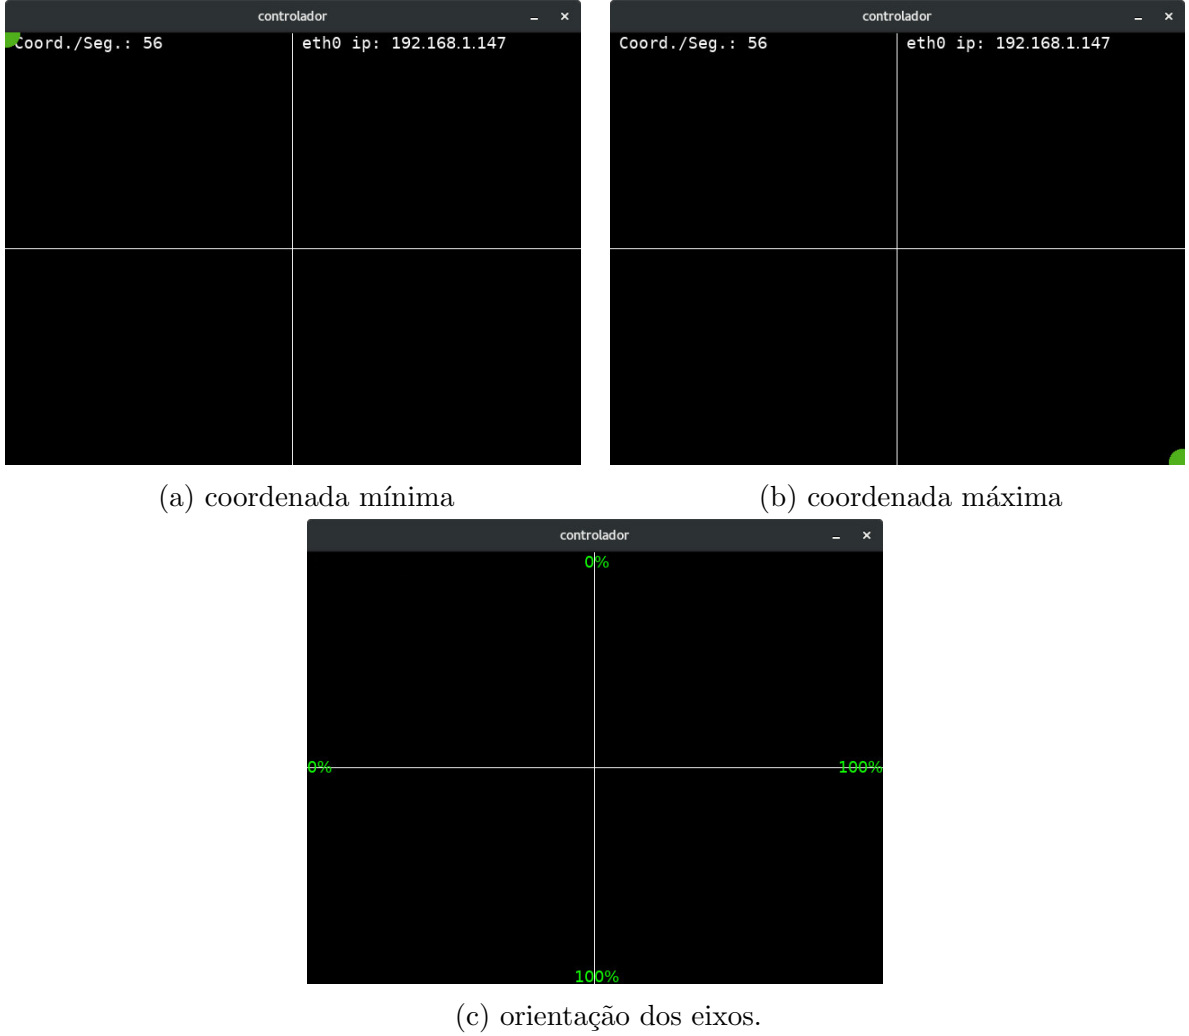 controlador
Coord./Seg.: 56
eth0 ip: 192.168.1.147
(a) coordenada mínima
controlador
Coord./Seg.: 56
eth0 ip: 192.168.1.147
(b) coordenada máxima
controlador
0%
0%
100%
100%
(c) orientação dos eixos.